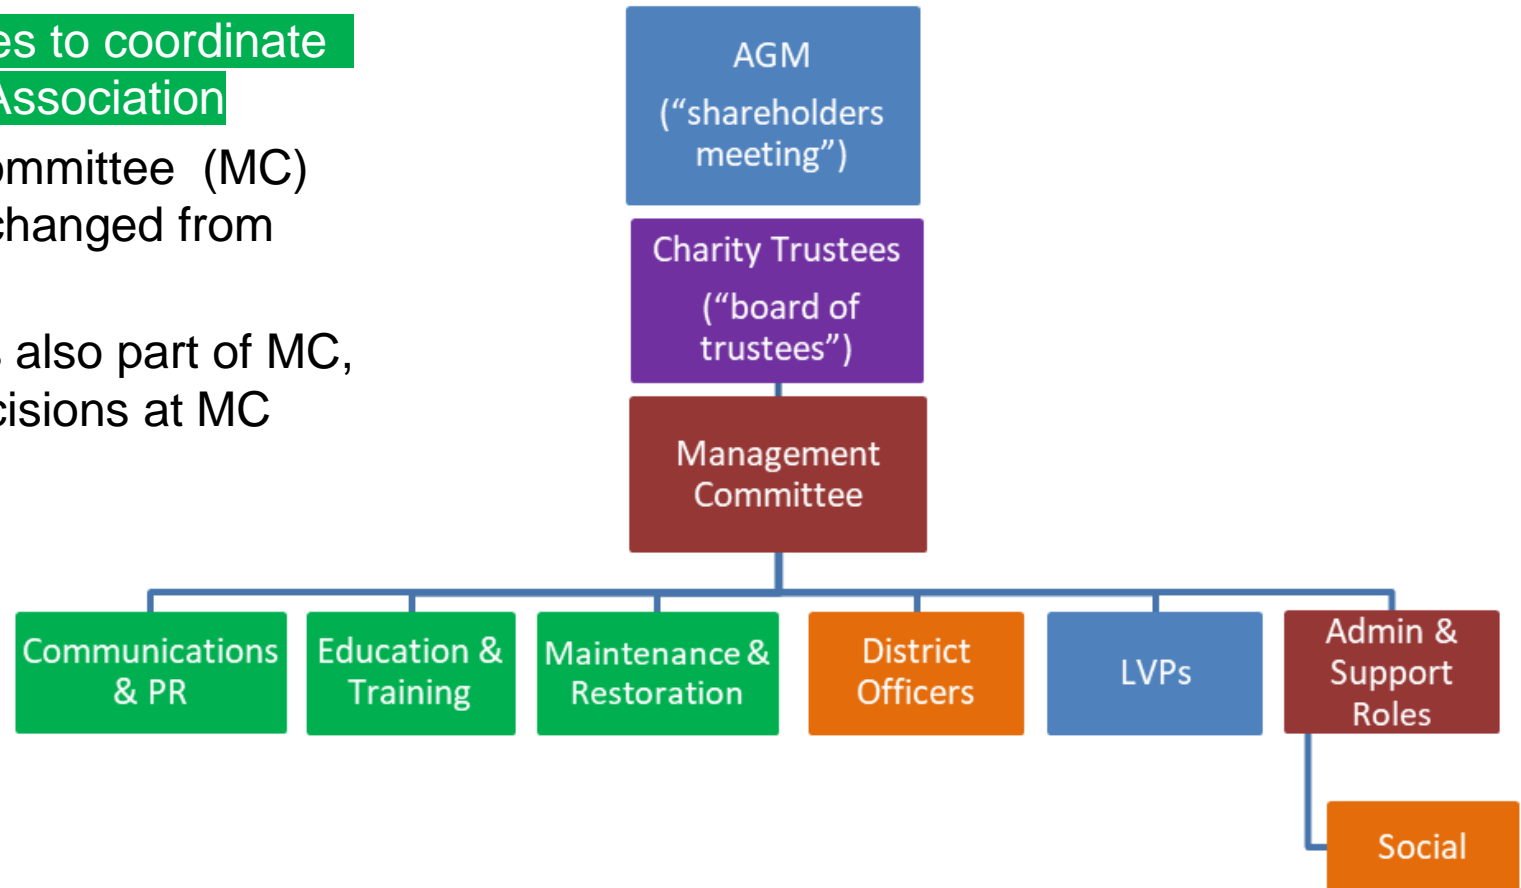 es to coordinate
Association
ommittee (MC)
changed from
s also part of MC,
cisions at MC
AGM
(“shareholders
meeting”)
Charity Trustees
(“board of
trustees”)
Management
Committee
Communications
& PR
Education &
Training
Maintenance &
Restoration
District
Officers
LVPs
Admin &
Support
Roles
Social